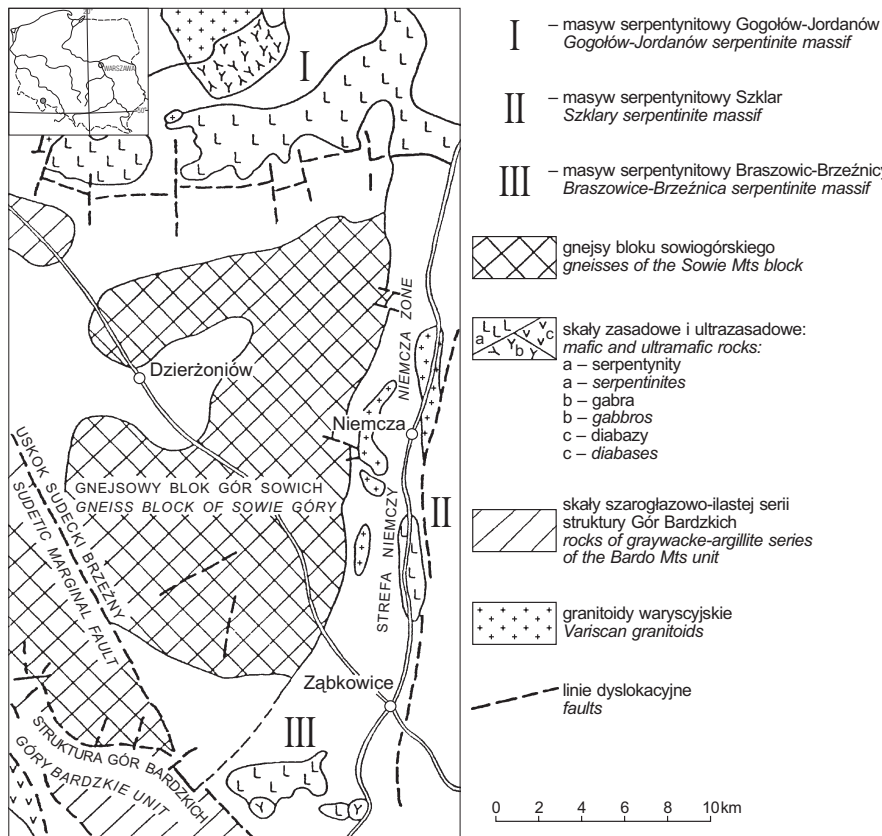 20°
WARSZAWA
50°
I
I
Dzierżoniów
NIEMCZA ZONE
Niemcza
USKOK SUDECKI BRZEŻNY
SUDETIC MARGINAL FAULT
GNEJSOWY BLOK GÓR SOWICH
GNEISS BLOCK OF SOWIE GÓRY
II
STREFA NIEMCZY
Ząbkowice
III
STRUKTURA GÓR BARDZKICH
GÓRY BARDZKIE UNIT
I – masyw serpentynitowy Gogołów-Jordanów
Gogołów-Jordanów serpentinite massif
II – masyw serpentynitowy Szklar
Szklary serpentinite massif
III – masyw serpentynitowy Braszowic-Brzeźnicy
Braszowice-Brzeźnica serpentinite massif
gnejsy bloku sowiogórskiego
gneisses of the Sowie Mts block
a b c
skały zasadowe i ultrazasadowe:
mafic and ultramafic rocks:
a – serpentynity
a – serpentinites
b – gabra
b – gabbros
c – diabazy
c – diabases
skały szarogłazowo-ilastej serii
struktury Gór Bardzkich
rocks of graywacke-argillite series
of the Bardo Mts unit
granitoidy waryscyjskie
Variscan granitoids
linie dyslokacyjne
faults
0 2 4 6 8 10 km